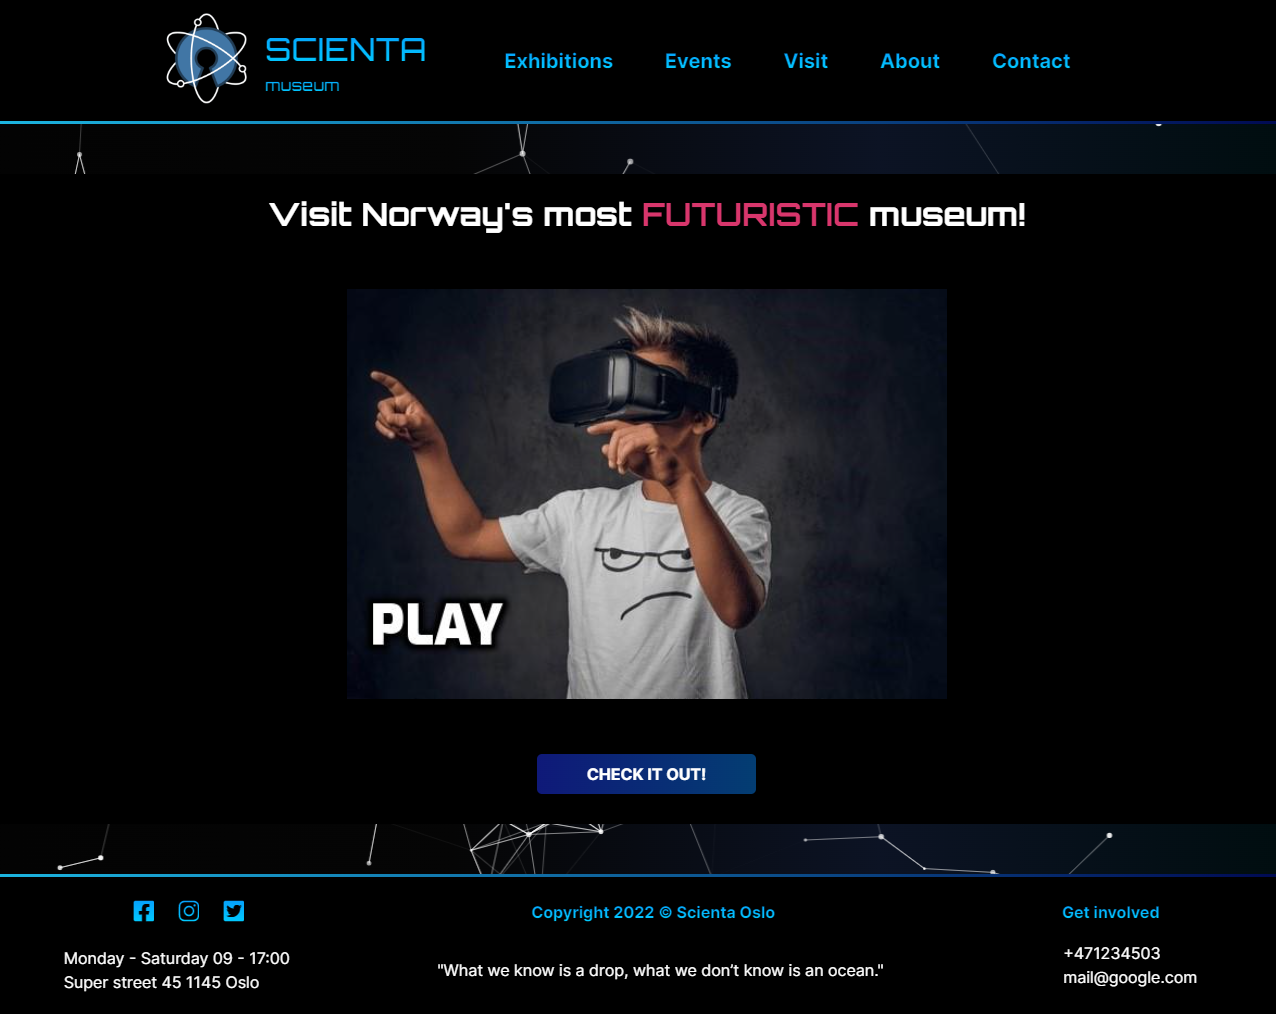 SCIENTA
museum
Exhibitions Events Visit About Contact
Visit Norway's most FUTURISTIC museum!
PLAY
CHECK IT OUT!
Copyright 2022 © Scienta Oslo
Get involved
Monday - Saturday 09 - 17:00
Super street 45 1145 Oslo
"What we know is a drop, what we don’t know is an ocean."
+471234503
mail@google.com